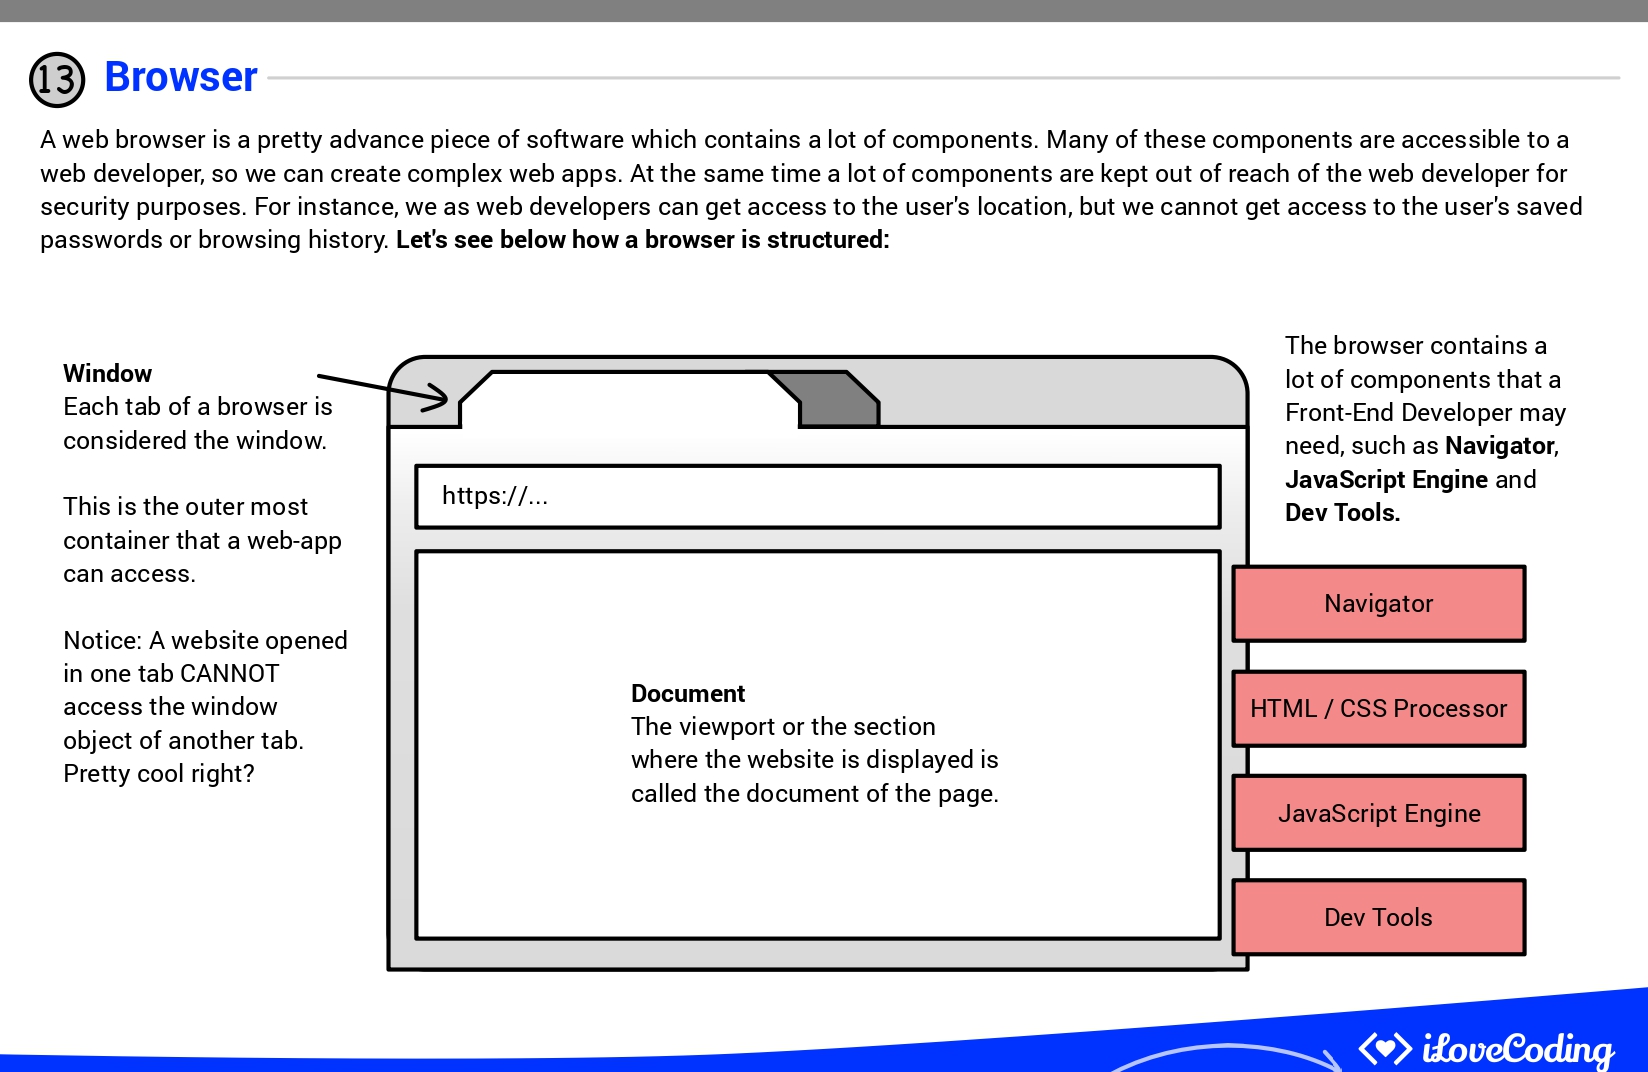 13 Browser
A web browser is a pretty advance piece of software which contains a lot of components. Many of these components are accessible to a
web developer, so we can create complex web apps. At the same time a lot of components are kept out of reach of the web developer for
security purposes. For instance, we as web developers can get access to the user's location, but we cannot get access to the user's saved
passwords or browsing history. Let's see below how a browser is structured:
Window
Each tab of a browser is
considered the window.
This is the outer most
container that a web-app
can access.
Notice: A website opened
in one tab CANNOT
access the window
object of another tab.
Pretty cool right?
https://...
Document
The viewport or the section
where the website is displayed is
called the document of the page.
The browser contains a
lot of components that a
Front-End Developer may
need, such as Navigator,
JavaScript Engine and
Dev Tools.
Navigator
HTML / CSS Processor
JavaScript Engine
Dev Tools
iLoveCoding